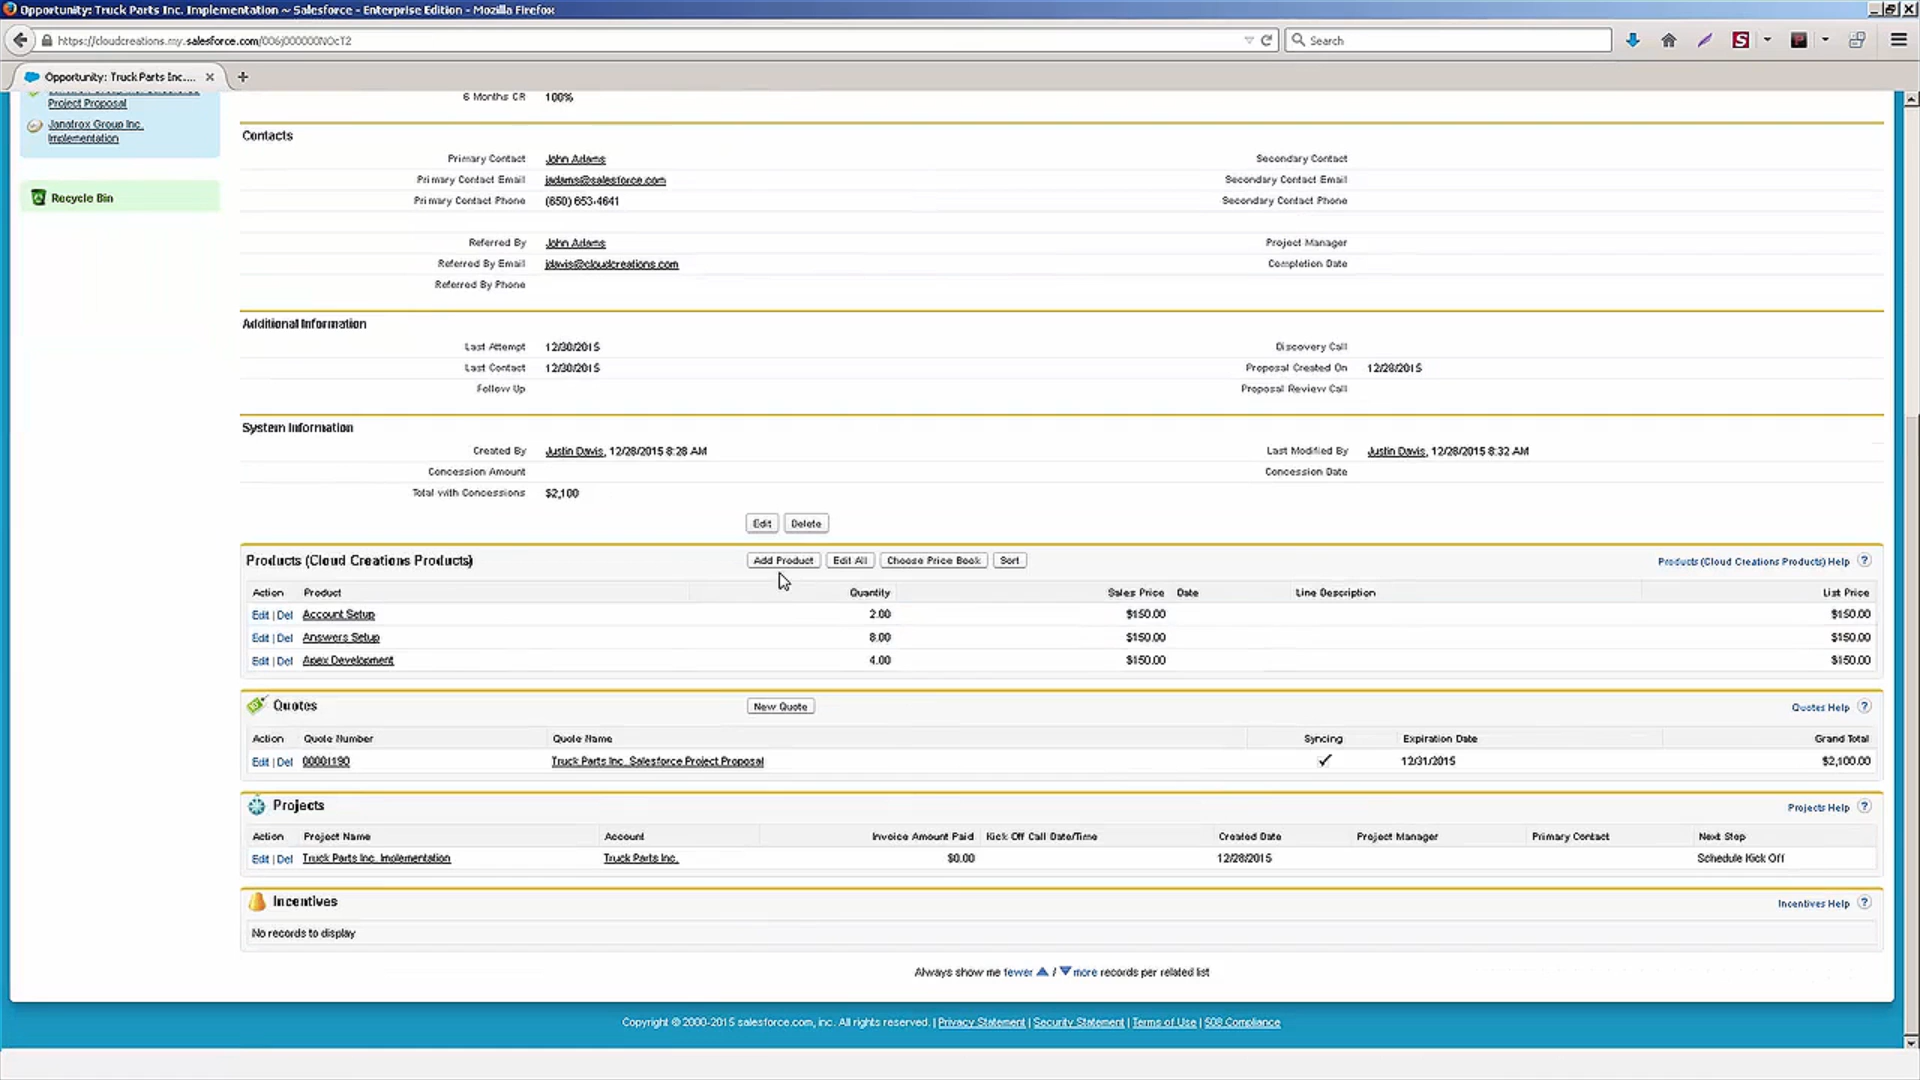 Opportunity: Truck Parts Inc. Implementation ~ Salesforce - Enterprise Edition - Mozilla Firefox
https://cloudcreations.my.salesforce.com/006j000000NOcT2
Search
Opportunity: Truck Parts Inc....
Project Proposal
Janatrox Group Inc.
Implementation
Recycle Bin
6 Months CR 100%
Contacts
Primary Contact John Adams Secondary Contact
Primary Contact Email jadams@salesforce.com Secondary Contact Email
Primary Contact Phone (650) 653-4641 Secondary Contact Phone
Referred By John Adams Project Manager
Referred By Email jdavis@cloudcreations.com Completion Date
Referred By Phone
Additional Information
Last Attempt 12/30/2015 Discovery Call
Last Contact 12/30/2015 Proposal Created On 12/28/2015
Follow Up Proposal Review Call
System Information
Created By Justin Davis, 12/28/2015 8:28 AM Last Modified By Justin Davis, 12/28/2015 8:32 AM
Concession Amount Concession Date
Total with Concessions $2,100
Edit Delete
Products (Cloud Creations Products) Add Product Edit All Choose Price Book Sort Products (Cloud Creations Products) Help ?
Action Product Quantity Sales Price Date Line Description List Price
Edit | Del Account Setup 2.00 $150.00 $150.00
Edit | Del Answers Setup 8.00 $150.00 $150.00
Edit | Del Apex Development 4.00 $150.00 $150.00
Quotes New Quote Quotes Help ?
Action Quote Number Quote Name Syncing Expiration Date Grand Total
Edit | Del 00001190 Truck Parts Inc. Salesforce Project Proposal ✓ 12/31/2015 $2,100.00
Projects Projects Help ?
Action Project Name Account Invoice Amount Paid Kick Off Call Date/Time Created Date Project Manager Primary Contact Next Step
Edit | Del Truck Parts Inc. Implementation Truck Parts Inc. $0.00 12/28/2015 Schedule Kick Off
Incentives Incentives Help ?
No records to display
Always show me fewer / more records per related list
Copyright © 2000-2015 salesforce.com, inc. All rights reserved. | Privacy Statement | Security Statement | Terms of Use | 508 Compliance